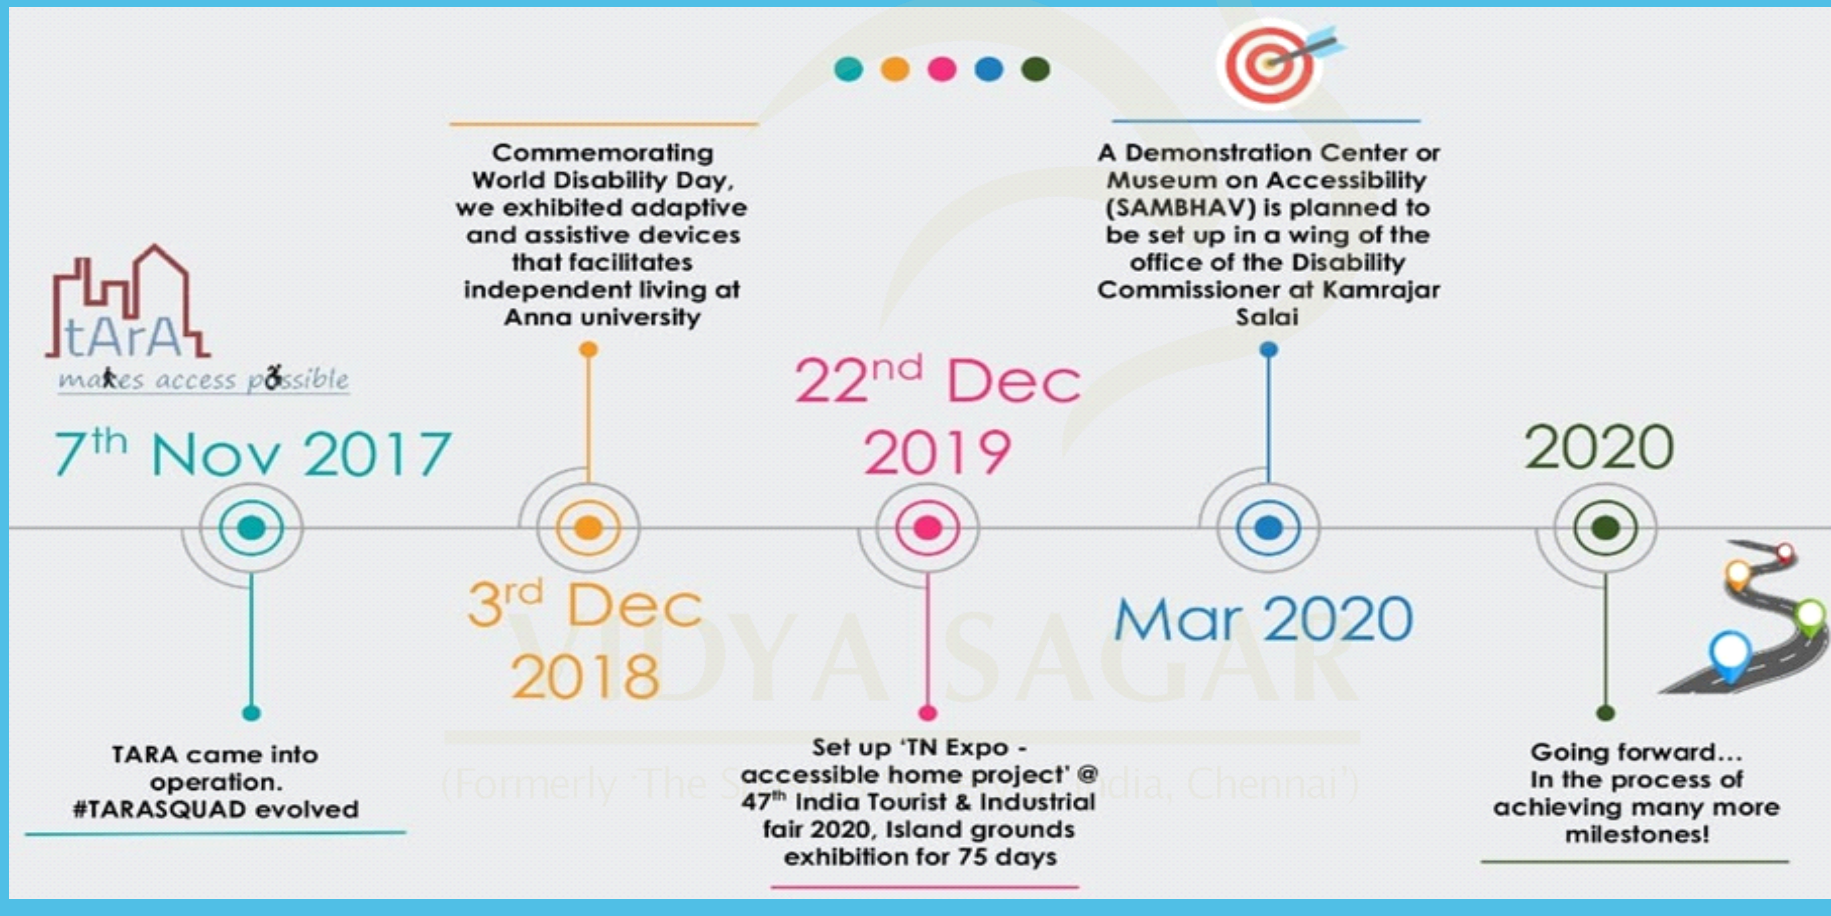 tArA
makes access possible
7th Nov 2017
TARA came into
operation.
#TARASQUAD evolved
Commemorating
World Disability Day,
we exhibited adaptive
and assistive devices
that facilitates
independent living at
Anna university
3rd Dec
2018
22nd Dec
2019
Set up ‘TN Expo -
accessible home project’ @
47th India Tourist & Industrial
fair 2020, Island grounds
exhibition for 75 days
A Demonstration Center or
Museum on Accessibility
(SAMBHAV) is planned to
be set up in a wing of the
office of the Disability
Commissioner at Kamrajar
Salai
Mar 2020
2020
Going forward...
In the process of
achieving many more
milestones!
VIDYA SAGAR
(Formerly 'The India, Chennai')